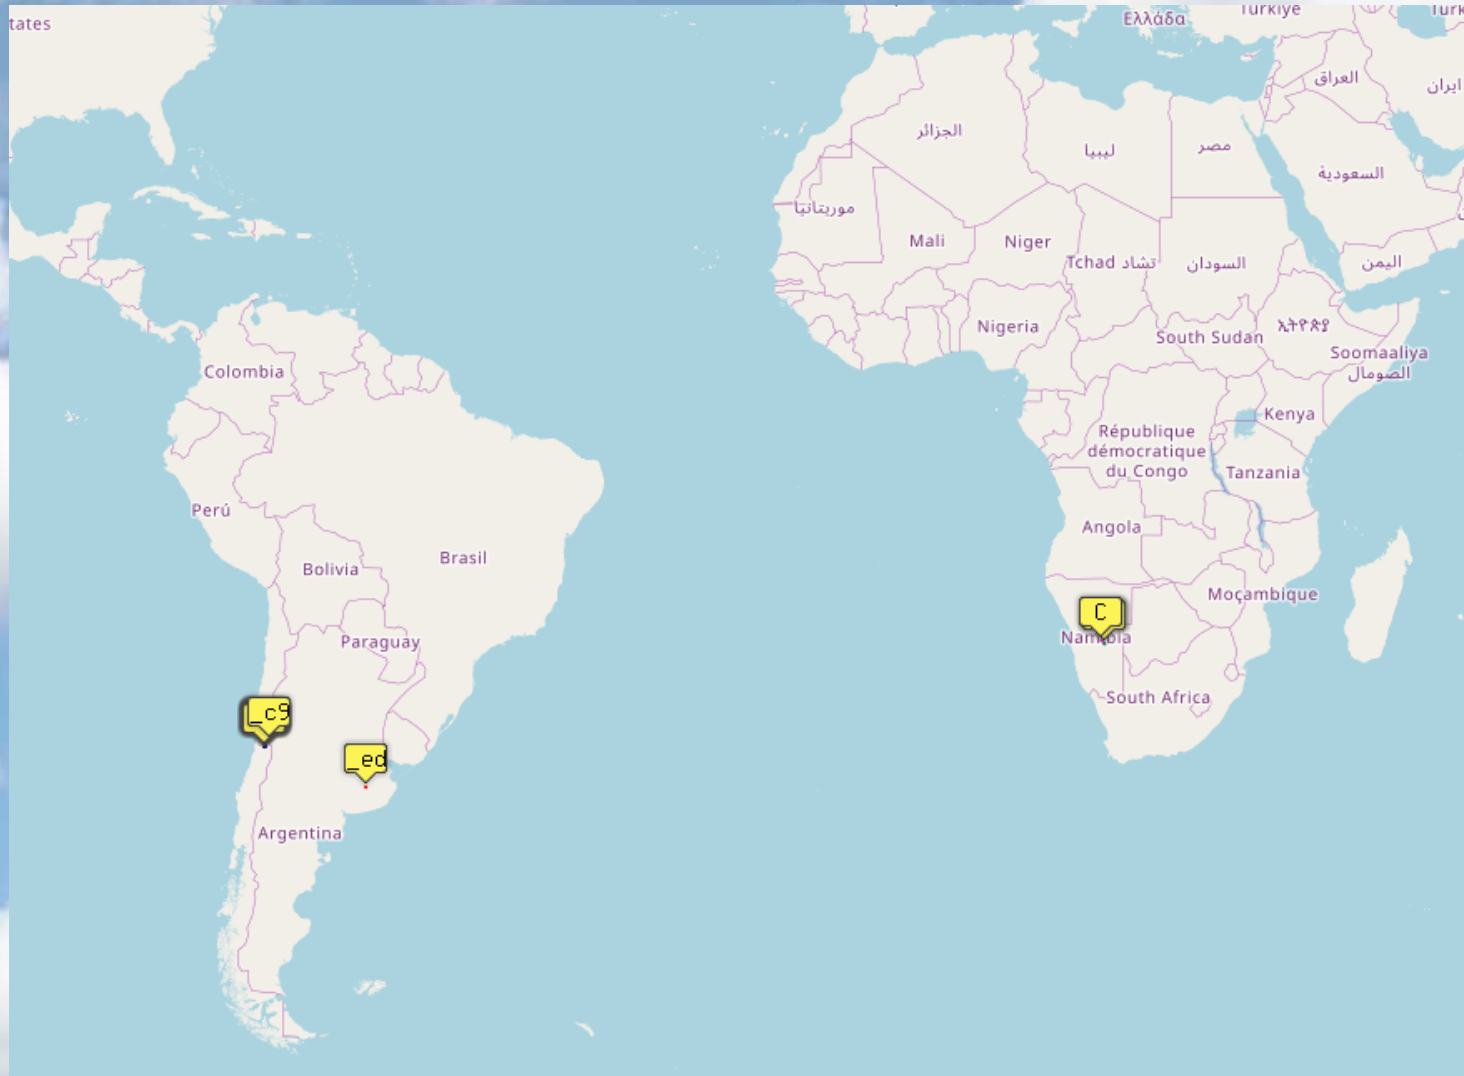 tates
Ελλάδα
Türkiye
Türk
العراق
ایران
الجزائر
ليبيا
مصر
السعودية
موريتانيا
Mali
Niger
Tchad تشاد
السودان
اليمن
Nigeria
South Sudan
ኢትዮጵያ
Soomaaliya
الصومال
Colombia
Kenya
République
démocratique
du Congo
Tanzania
Perú
Angola
Brasil
Bolivia
Moçambique
C
Namibia
Paraguay
South Africa
_c9
_ed
Argentina